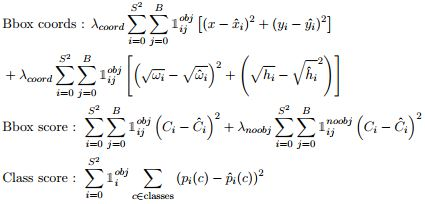 Bbox coords : $\lambda_{coord} \sum_{i=0}^{S^2} \sum_{j=0}^{B} \mathbb{1}_{ij}^{obj} \left[ (x - \hat{x}_i)^2 + (y_i - \hat{y}_i)^2 \right]$
$+ \lambda_{coord} \sum_{i=0}^{S^2} \sum_{j=0}^{B} \mathbb{1}_{ij}^{obj} \left[ \left( \sqrt{\omega_i} - \sqrt{\hat{\omega}_i} \right)^2 + \left( \sqrt{h_i} - \sqrt{\hat{h}_i}^2 \right) \right]$
Bbox score : $\sum_{i=0}^{S^2} \sum_{j=0}^{B} \mathbb{1}_{ij}^{obj} \left( C_i - \hat{C}_i \right)^2 + \lambda_{noobj} \sum_{i=0}^{S^2} \sum_{j=0}^{B} \mathbb{1}_{ij}^{noobj} \left( C_i - \hat{C}_i \right)^2$
Class score : $\sum_{i=0}^{S^2} \mathbb{1}_{i}^{obj} \sum_{c \in \text{classes}} (p_i(c) - \hat{p}_i(c))^2$